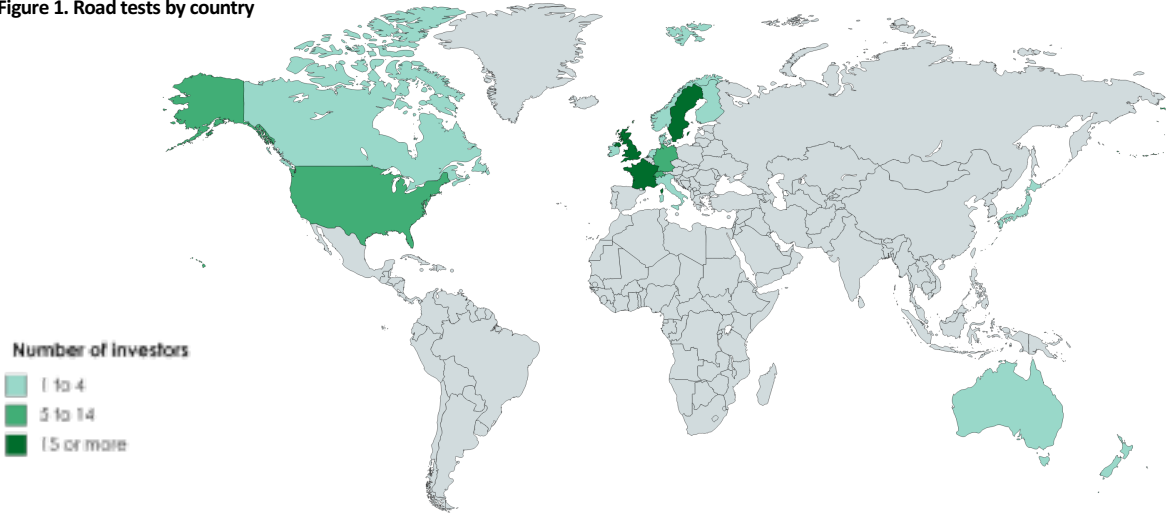 Figure 1. Road tests by country
Number of investors
1 to 4
5 to 14
15 or more